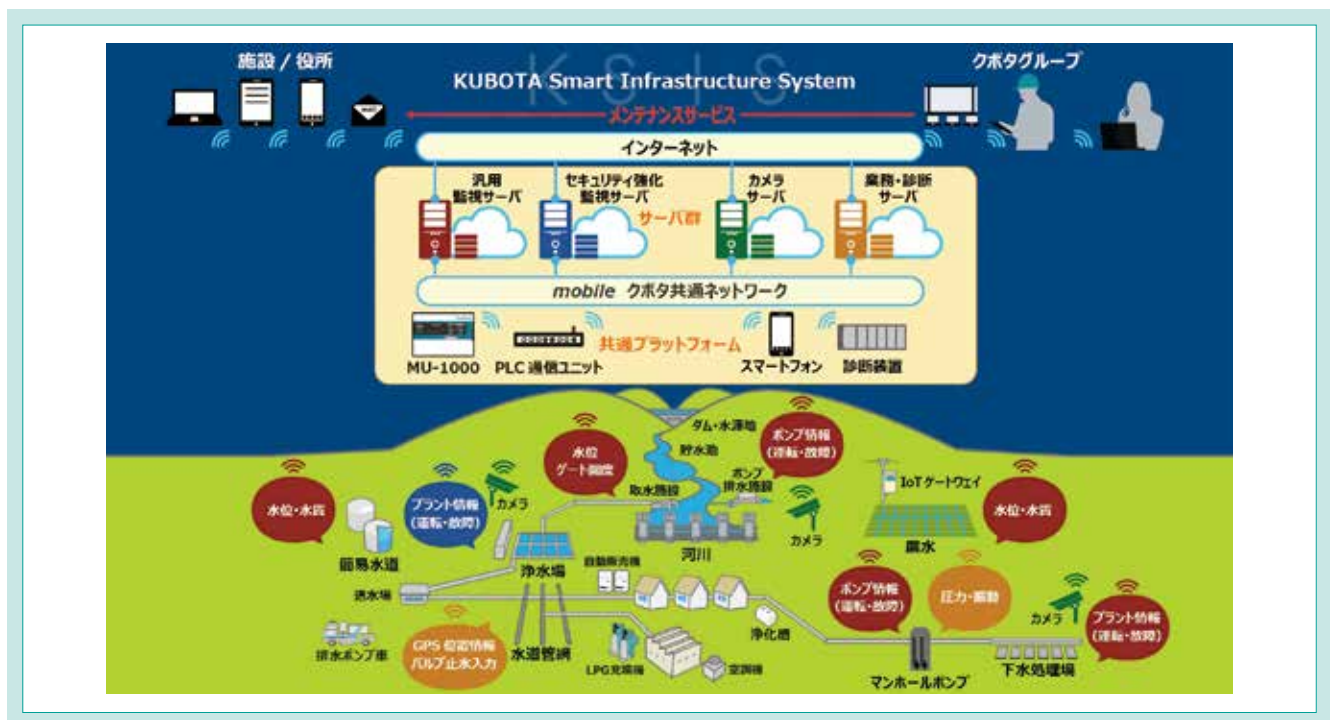 施設 / 役所
KSIS
KUBOTA Smart Infrastructure System
クボタグループ
メンテナンスサービス
インターネット
汎用
監視サーバ
セキュリティ強化
監視サーバ
カメラ
サーバ
業務・診断
サーバ
サーバ群
mobile クボタ共通ネットワーク
共通プラットフォーム
MU-1000
PLC 通信ユニット
スマートフォン
診断装置
ダム・水源地
貯水池
水位
ゲート開度
ポンプ情報
(運転・故障)
取水施設
ポンプ
排水施設
IoT ゲートウェイ
水位・水質
プラント情報
(運転・故障)
カメラ
カメラ
水位・水質
簡易水道
浄水場
河川
農水
自動販売機
送水場
ポンプ情報
(運転・故障)
圧力・振動
カメラ
プラント情報
(運転・故障)
浄化槽
排水ポンプ車
GPS 位置情報
バルブ止水入力
水道管網
LPG充填機
空調機
マンホールポンプ
下水処理場